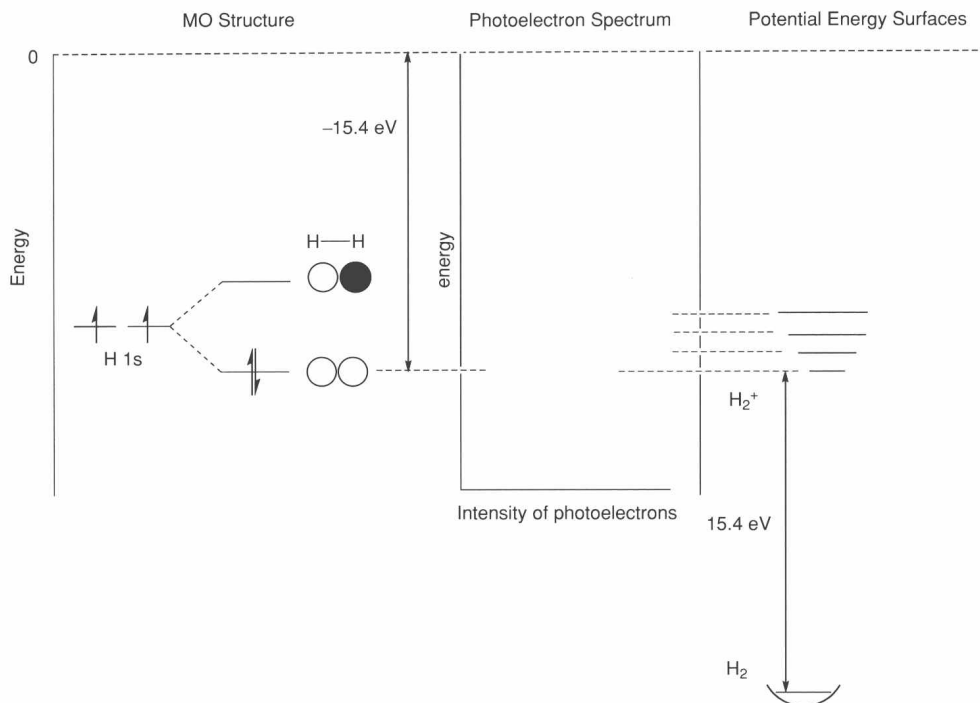 MO Structure
Photoelectron Spectrum
Potential Energy Surfaces
0
–15.4 eV
Energy
H—H
energy
H 1s
H₂⁺
Intensity of photoelectrons
15.4 eV
H₂